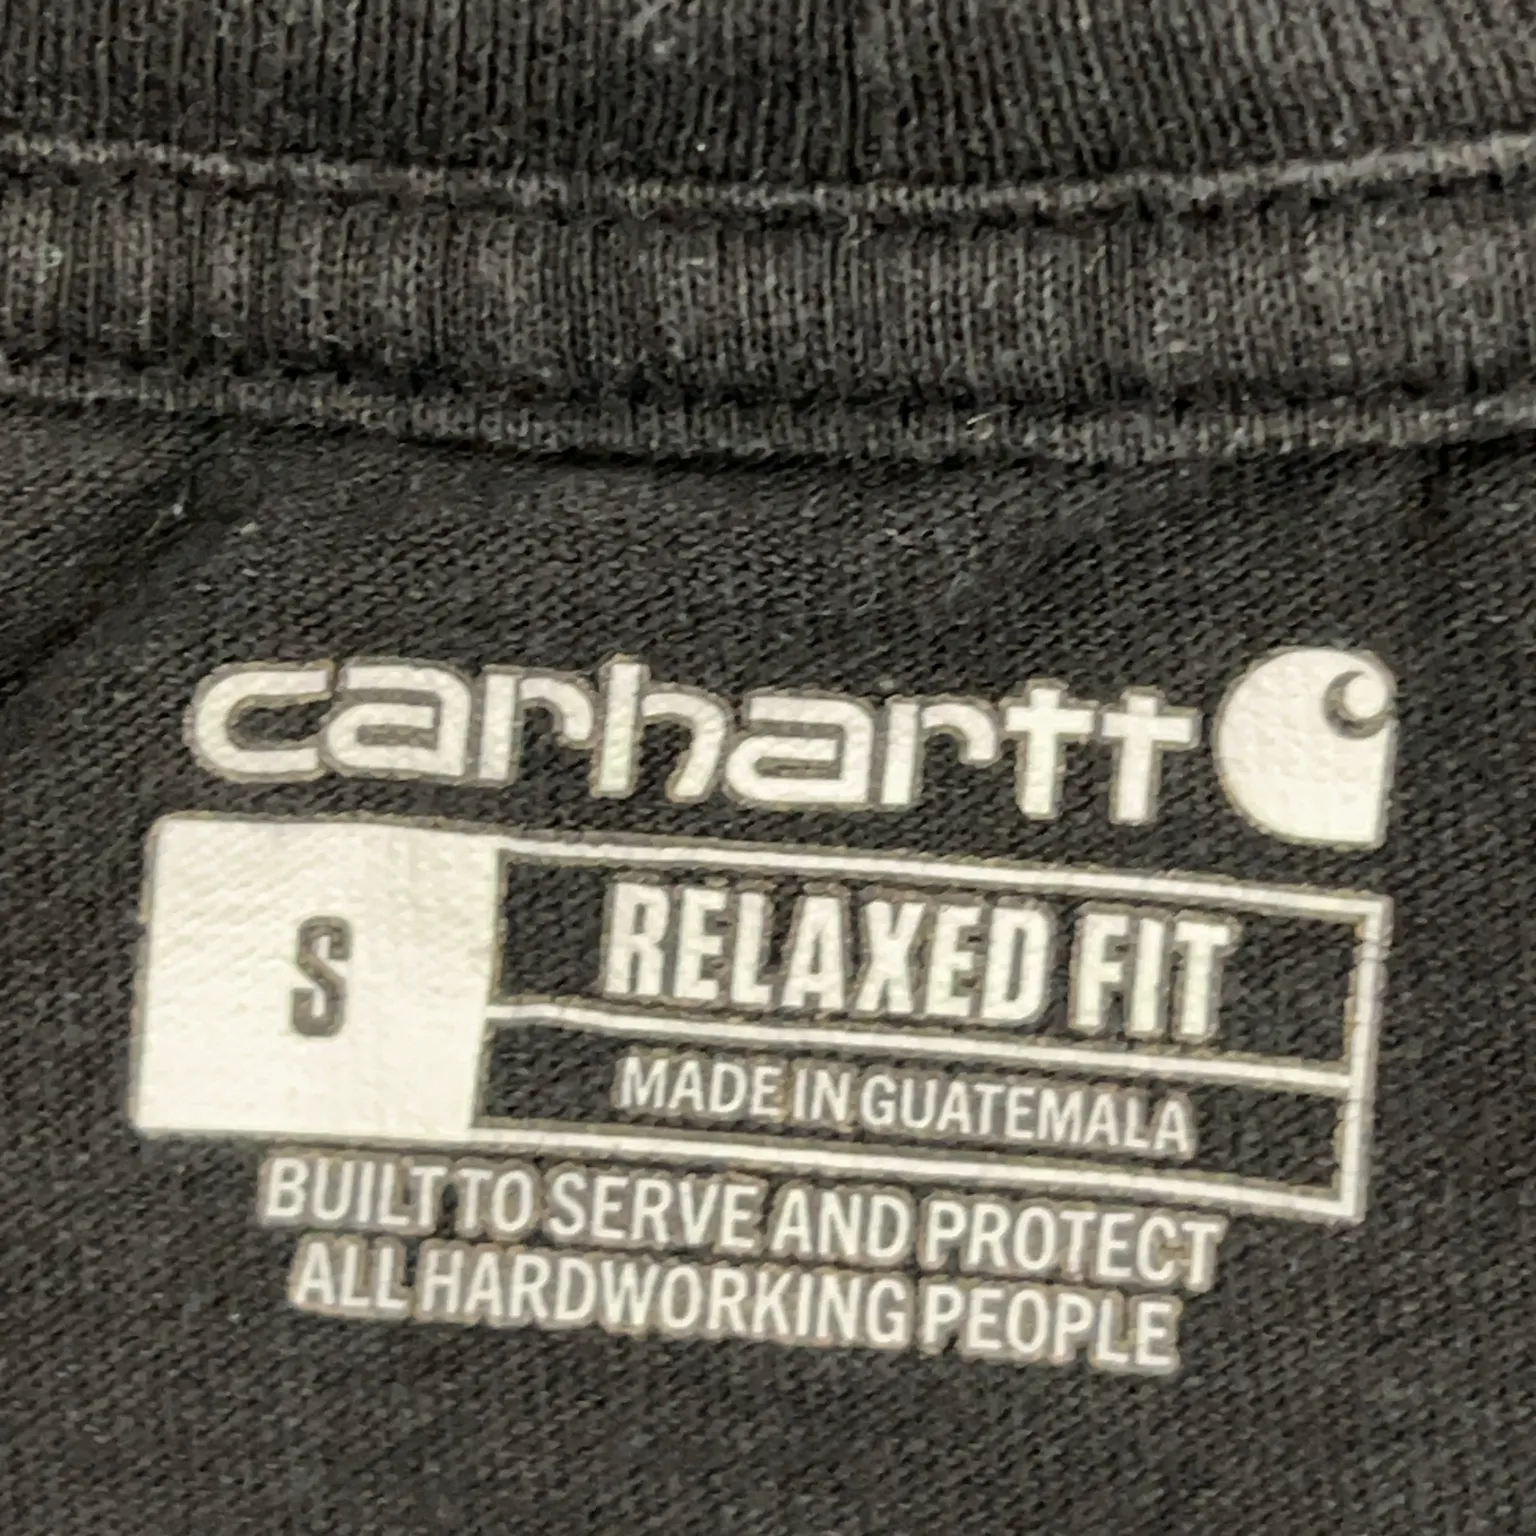 carhartt
S
RELAXED FIT
MADE IN GUATEMALA
BUILT TO SERVE AND PROTECT
ALL HARDWORKING PEOPLE